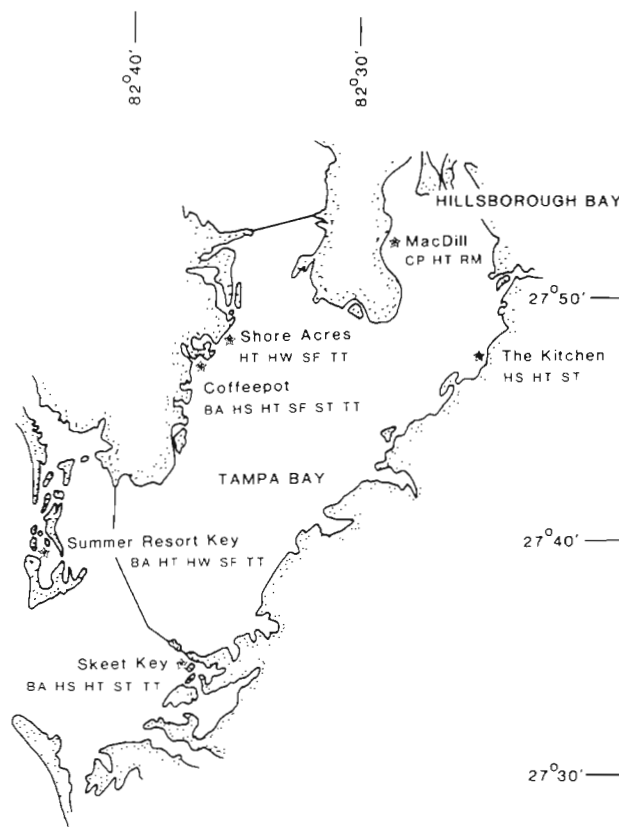 82°40'
82°30'
HILLSBOROUGH BAY
MacDill
CP HT RM
27°50'
Shore Acres
HT HW SF TT
The Kitchen
HS HT ST
Coffeepot
BA HS HT SF ST TT
TAMPA BAY
Summer Resort Key
BA HT HW SF TT
27°40'
Skeet Key
BA HS HT ST TT
27°30'